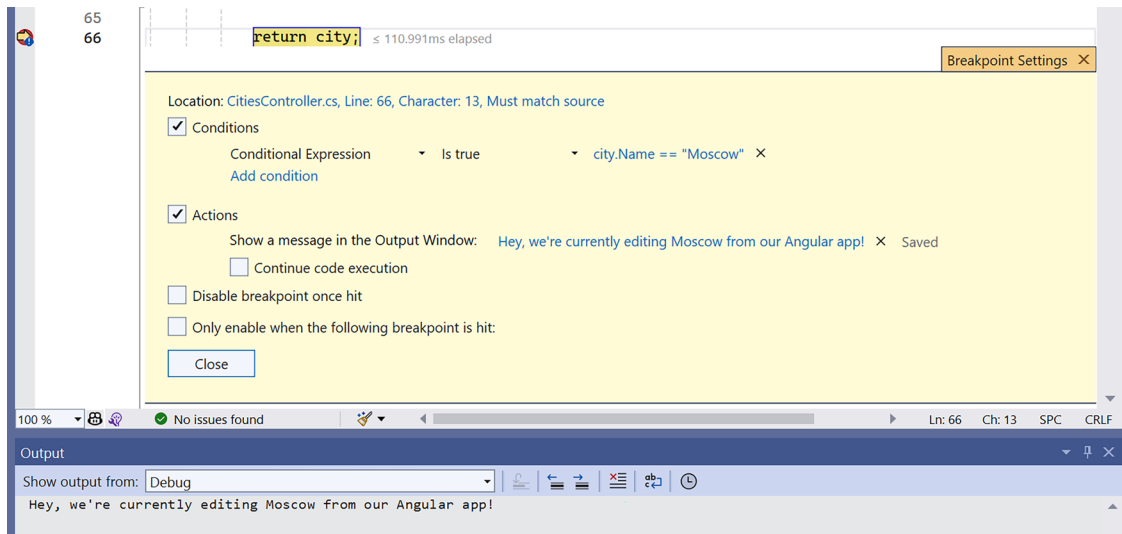 65
66 return city; ≤ 110.991ms elapsed
Breakpoint Settings
Location: CitiesController.cs, Line: 66, Character: 13, Must match source
Conditions
Conditional Expression Is true city.Name == "Moscow"
Add condition
Actions
Show a message in the Output Window: Hey, we're currently editing Moscow from our Angular app! Saved
Continue code execution
Disable breakpoint once hit
Only enable when the following breakpoint is hit:
Close
100 % No issues found Ln: 66 Ch: 13 SPC CRLF
Output
Show output from: Debug
Hey, we're currently editing Moscow from our Angular app!